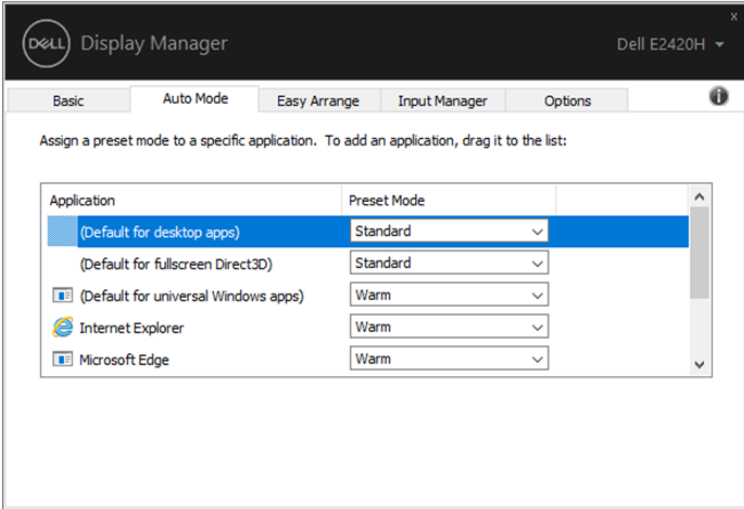 x
DELL Display Manager Dell E2420H
Basic Auto Mode Easy Arrange Input Manager Options i
Assign a preset mode to a specific application. To add an application, drag it to the list:
Application Preset Mode
(Default for desktop apps) Standard
(Default for fullscreen Direct3D) Standard
(Default for universal Windows apps) Warm
Internet Explorer Warm
Microsoft Edge Warm